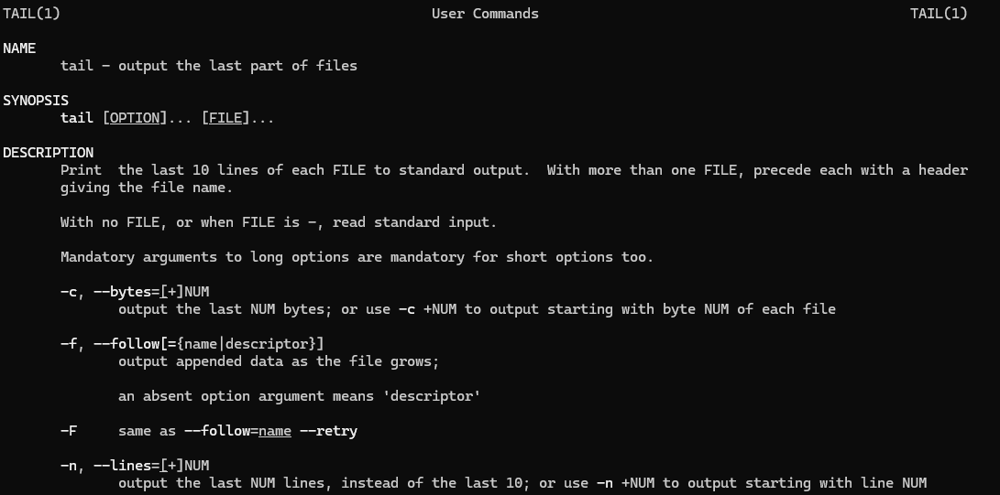 TAIL(1) User Commands TAIL(1)
NAME
tail - output the last part of files
SYNOPSIS
tail [OPTION]... [FILE]...
DESCRIPTION
Print  the last 10 lines of each FILE to standard output.  With more than one FILE, precede each with a header
giving the file name.
With no FILE, or when FILE is -, read standard input.
Mandatory arguments to long options are mandatory for short options too.
-c, --bytes=[+]NUM
output the last NUM bytes; or use -c +NUM to output starting with byte NUM of each file
-f, --follow[={name|descriptor}]
output appended data as the file grows;
an absent option argument means 'descriptor'
-F     same as --follow=name --retry
-n, --lines=[+]NUM
output the last NUM lines, instead of the last 10; or use -n +NUM to output starting with line NUM